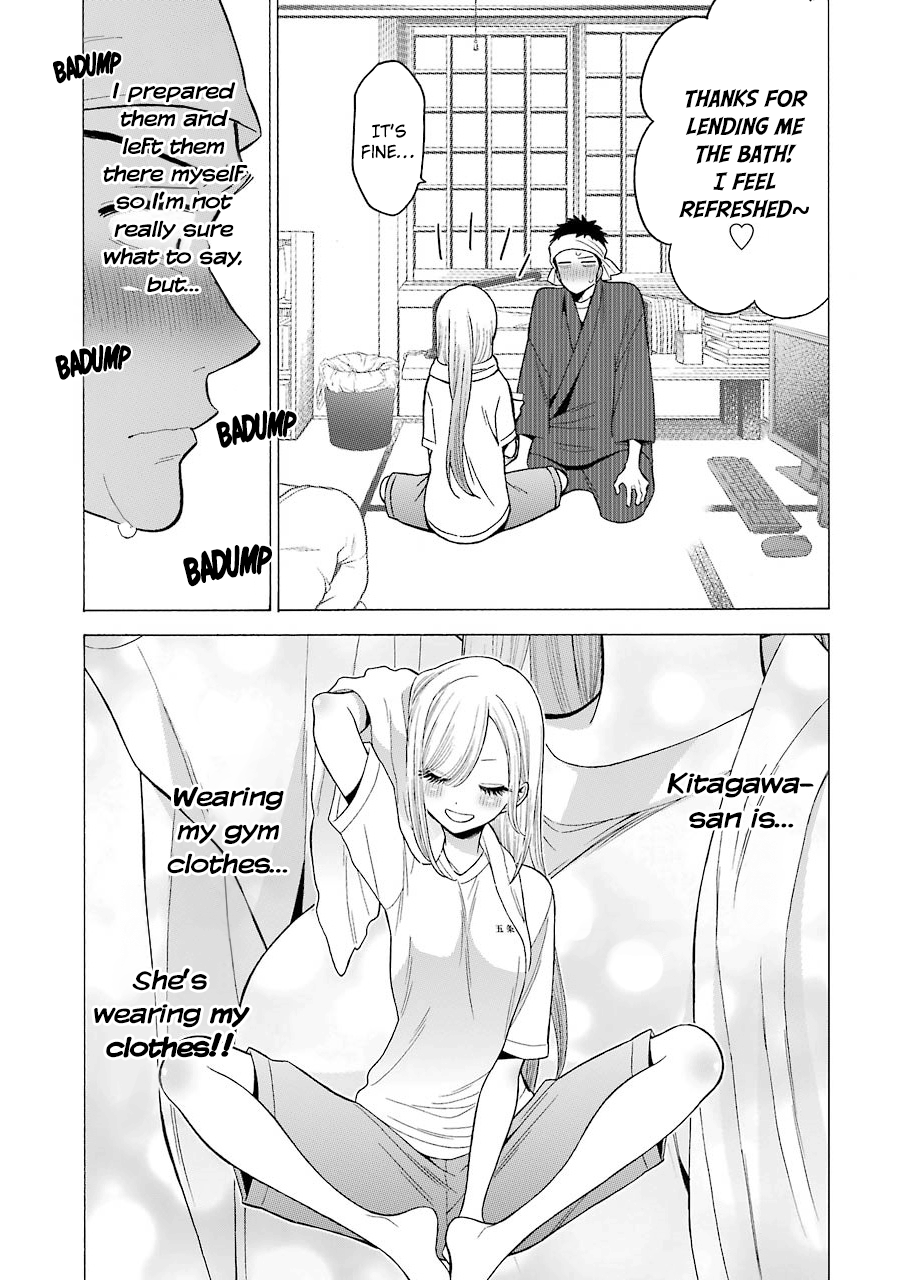 THANKS FOR
LENDING ME
THE BATH!
I FEEL
REFRESHED~
♡
IT'S
FINE...
BADUMP
I prepared
them and
left them
there myself
so I'm not
really sure
what to say,
but...
BADUMP
BADUMP
BADUMP
Kitagawa-
san is...
Wearing
my gym
clothes...
五条
She's
wearing my
clothes!!